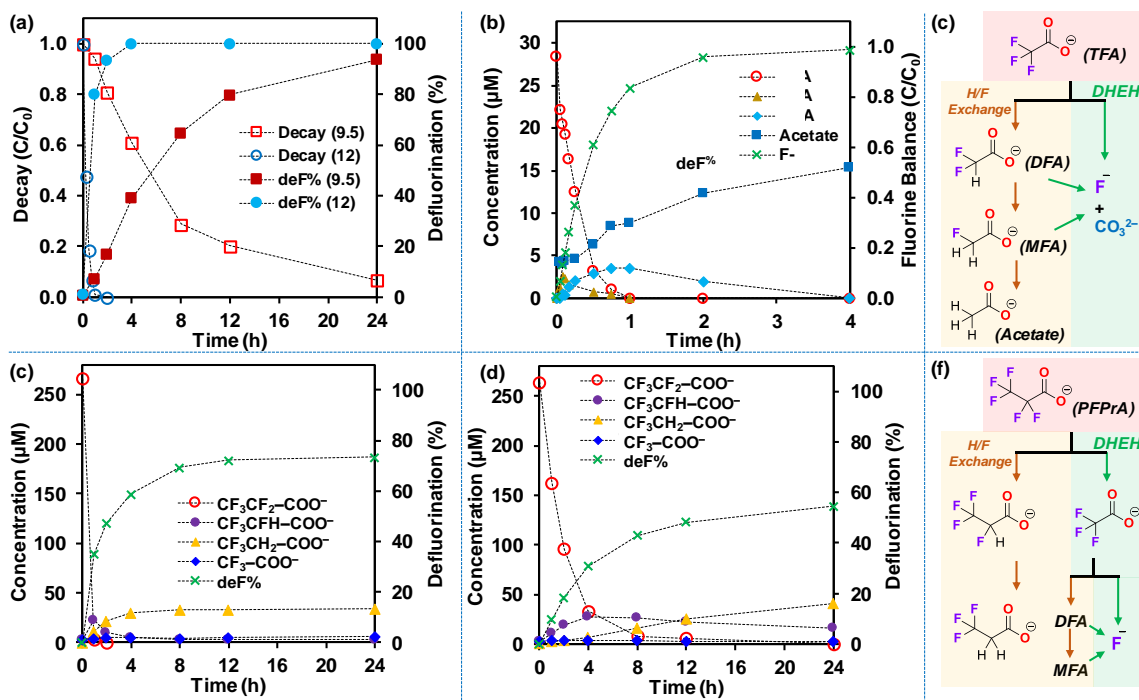 (a)
1.0
0.8
0.6
0.4
0.2
0.0
Decay (C/C₀)
100
80
60
40
20
0
Defluorination (%)
Decay (9.5)
Decay (12)
deF% (9.5)
deF% (12)
0 4 8 12 16 20 24
Time (h)
(b)
30
25
20
15
10
5
0
Concentration (µM)
1.0
0.8
0.6
0.4
0.2
0.0
Fluorine Balance (C/C₀)
A
A
A
Acetate
F-
deF%
0 1 2 3 4
Time (h)
(c)
F
F
F
O
O
⊖
(TFA)
H/F
Exchange
DHEH
F
F
H
O
O
⊖
(DFA)
F⁻
+
CO₃²⁻
F
H
H
O
O
⊖
(MFA)
H
H
H
O
O
⊖
(Acetate)
(c)
250
200
150
100
50
0
Concentration (µM)
100
80
60
40
20
0
Defluorination (%)
CF₃CF₂–COO⁻
CF₃CFH–COO⁻
CF₃CH₂–COO⁻
CF₃–COO⁻
deF%
0 4 8 12 16 20 24
Time (h)
(d)
250
200
150
100
50
0
Concentration (µM)
100
80
60
40
20
0
Defluorination (%)
CF₃CF₂–COO⁻
CF₃CFH–COO⁻
CF₃CH₂–COO⁻
CF₃–COO⁻
deF%
0 4 8 12 16 20 24
Time (h)
(f)
F
F
F
F
F
O
O
⊖
(PFPrA)
H/F
Exchange
DHEH
F
F
F
F
H
O
O
⊖
F
F
F
O
O
⊖
F
F
F
H
H
O
O
⊖
DFA
MFA
F⁻